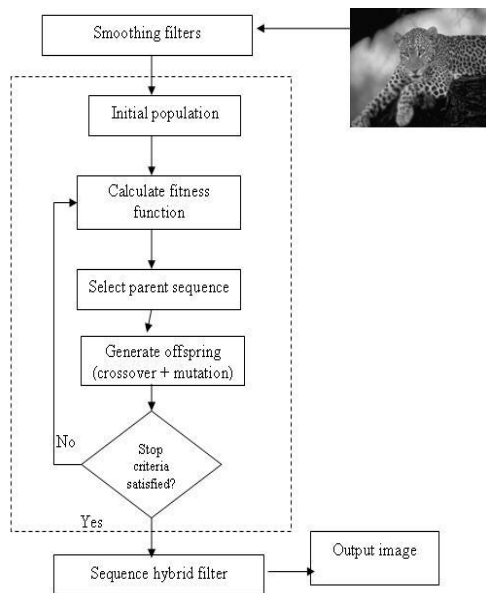 Smoothing filters
Initial population
Calculate fitness
function
Select parent sequence
Generate offspring
(crossover + mutation)
No
Stop
criteria
satisfied?
Yes
Sequence hybrid filter
Output image